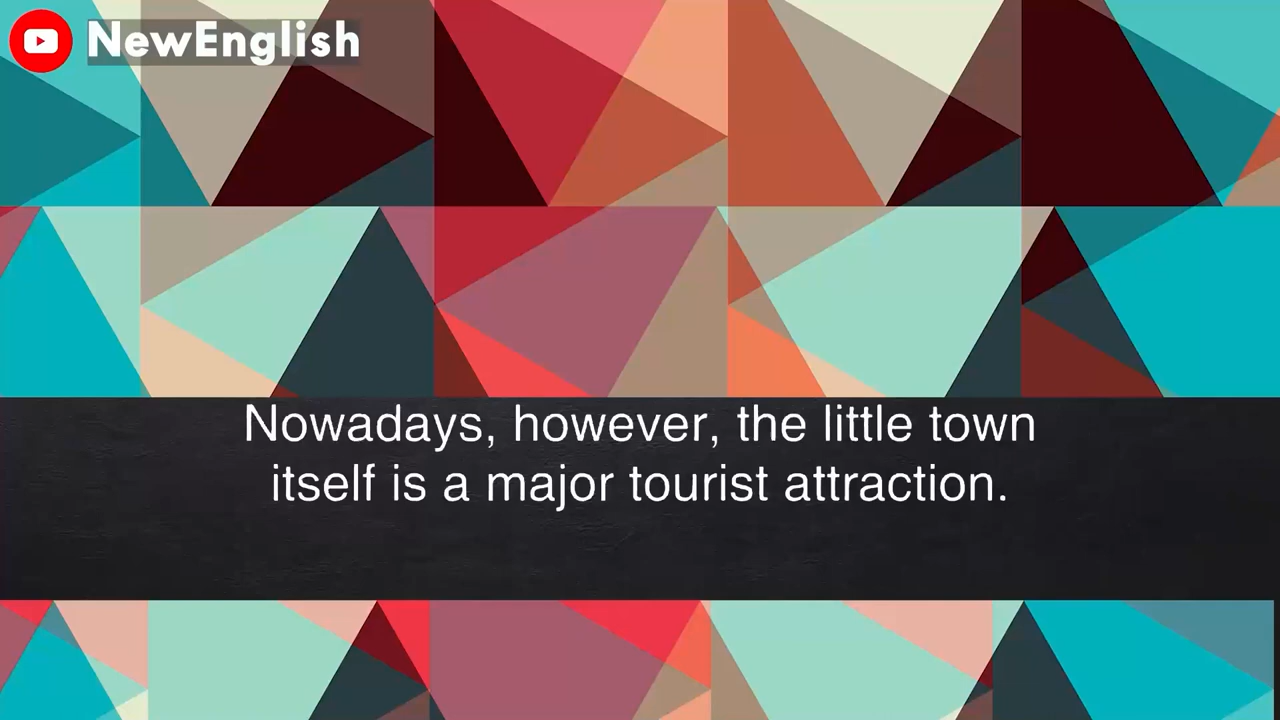 NewEnglish
Nowadays, however, the little town
itself is a major tourist attraction.